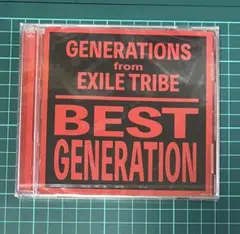 GENERATIONS
from
EXILE TRIBE
BEST
GENERATION